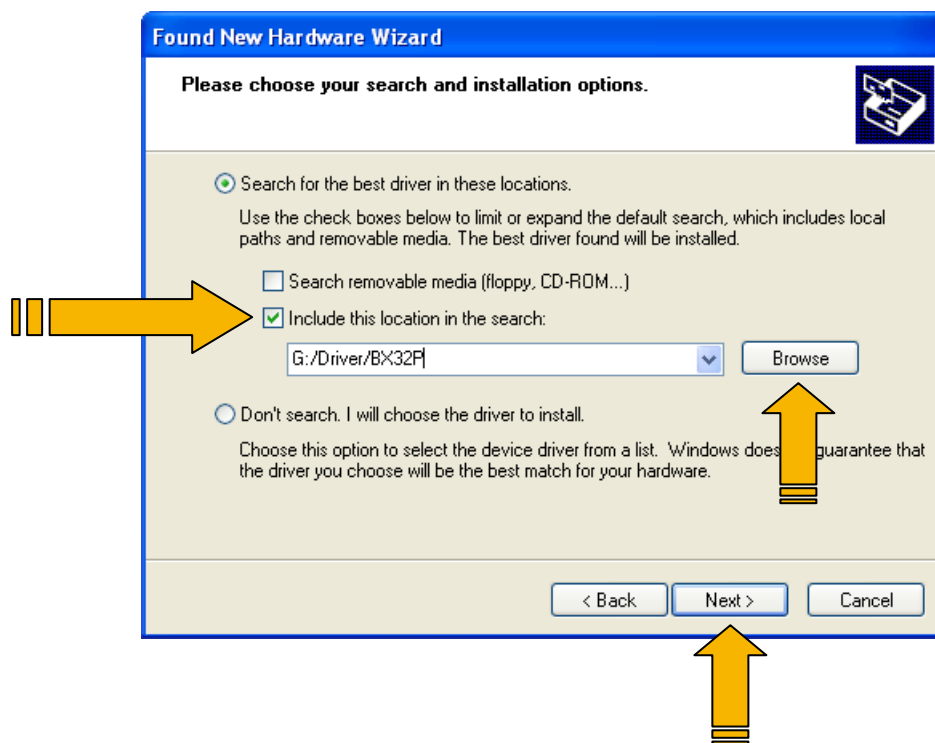 Found New Hardware Wizard
Please choose your search and installation options.
Search for the best driver in these locations.
Use the check boxes below to limit or expand the default search, which includes local
paths and removable media. The best driver found will be installed.
Search removable media (floppy, CD-ROM...)
Include this location in the search:
G:/Driver/BX32P
Browse
Don't search. I will choose the driver to install.
Choose this option to select the device driver from a list. Windows does guarantee that
the driver you choose will be the best match for your hardware.
< Back
Next >
Cancel